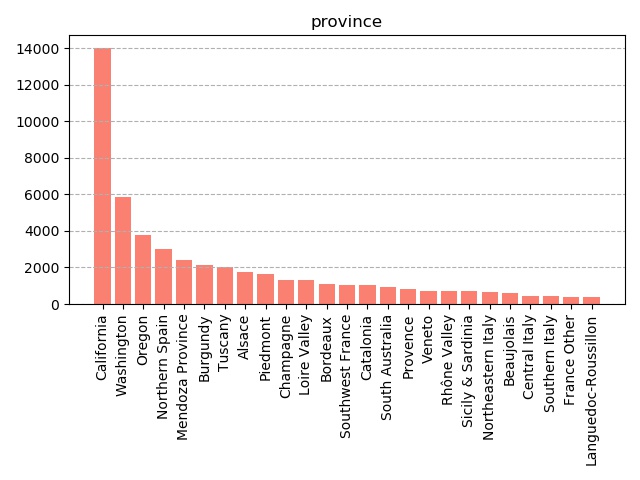 province
14000
12000
10000
8000
6000
4000
2000
0
California
Washington
Oregon
Northern Spain
Mendoza Province
Burgundy
Tuscany
Alsace
Piedmont
Champagne
Loire Valley
Bordeaux
Southwest France
Catalonia
South Australia
Provence
Veneto
Rhône Valley
Sicily & Sardinia
Northeastern Italy
Beaujolais
Central Italy
Southern Italy
France Other
Languedoc-Roussillon